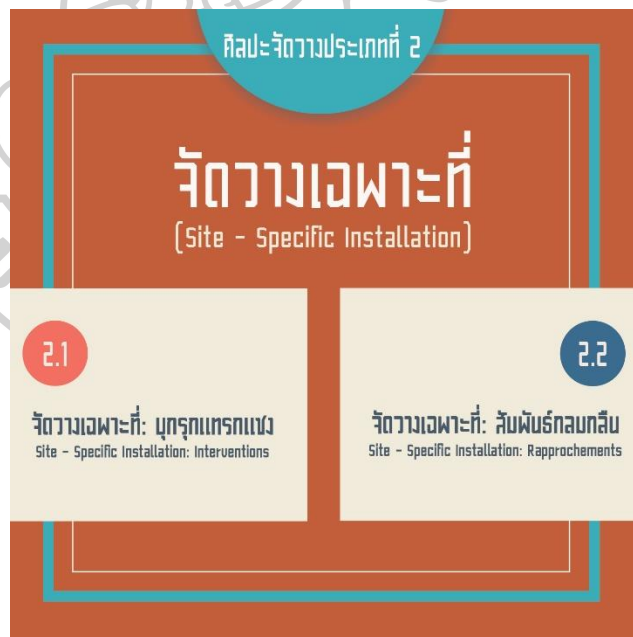 ศิลปะจัดวางประเภทที่ 2
จัดวางเฉพาะที่
(Site - Specific Installation)
2.1
จัดวางเฉพาะที่: บุกรุกแทรกแซง
Site - Specific Installation: Interventions
2.2
จัดวางเฉพาะที่: สัมพันธ์กลมกลืน
Site - Specific Installation: Rapprochements